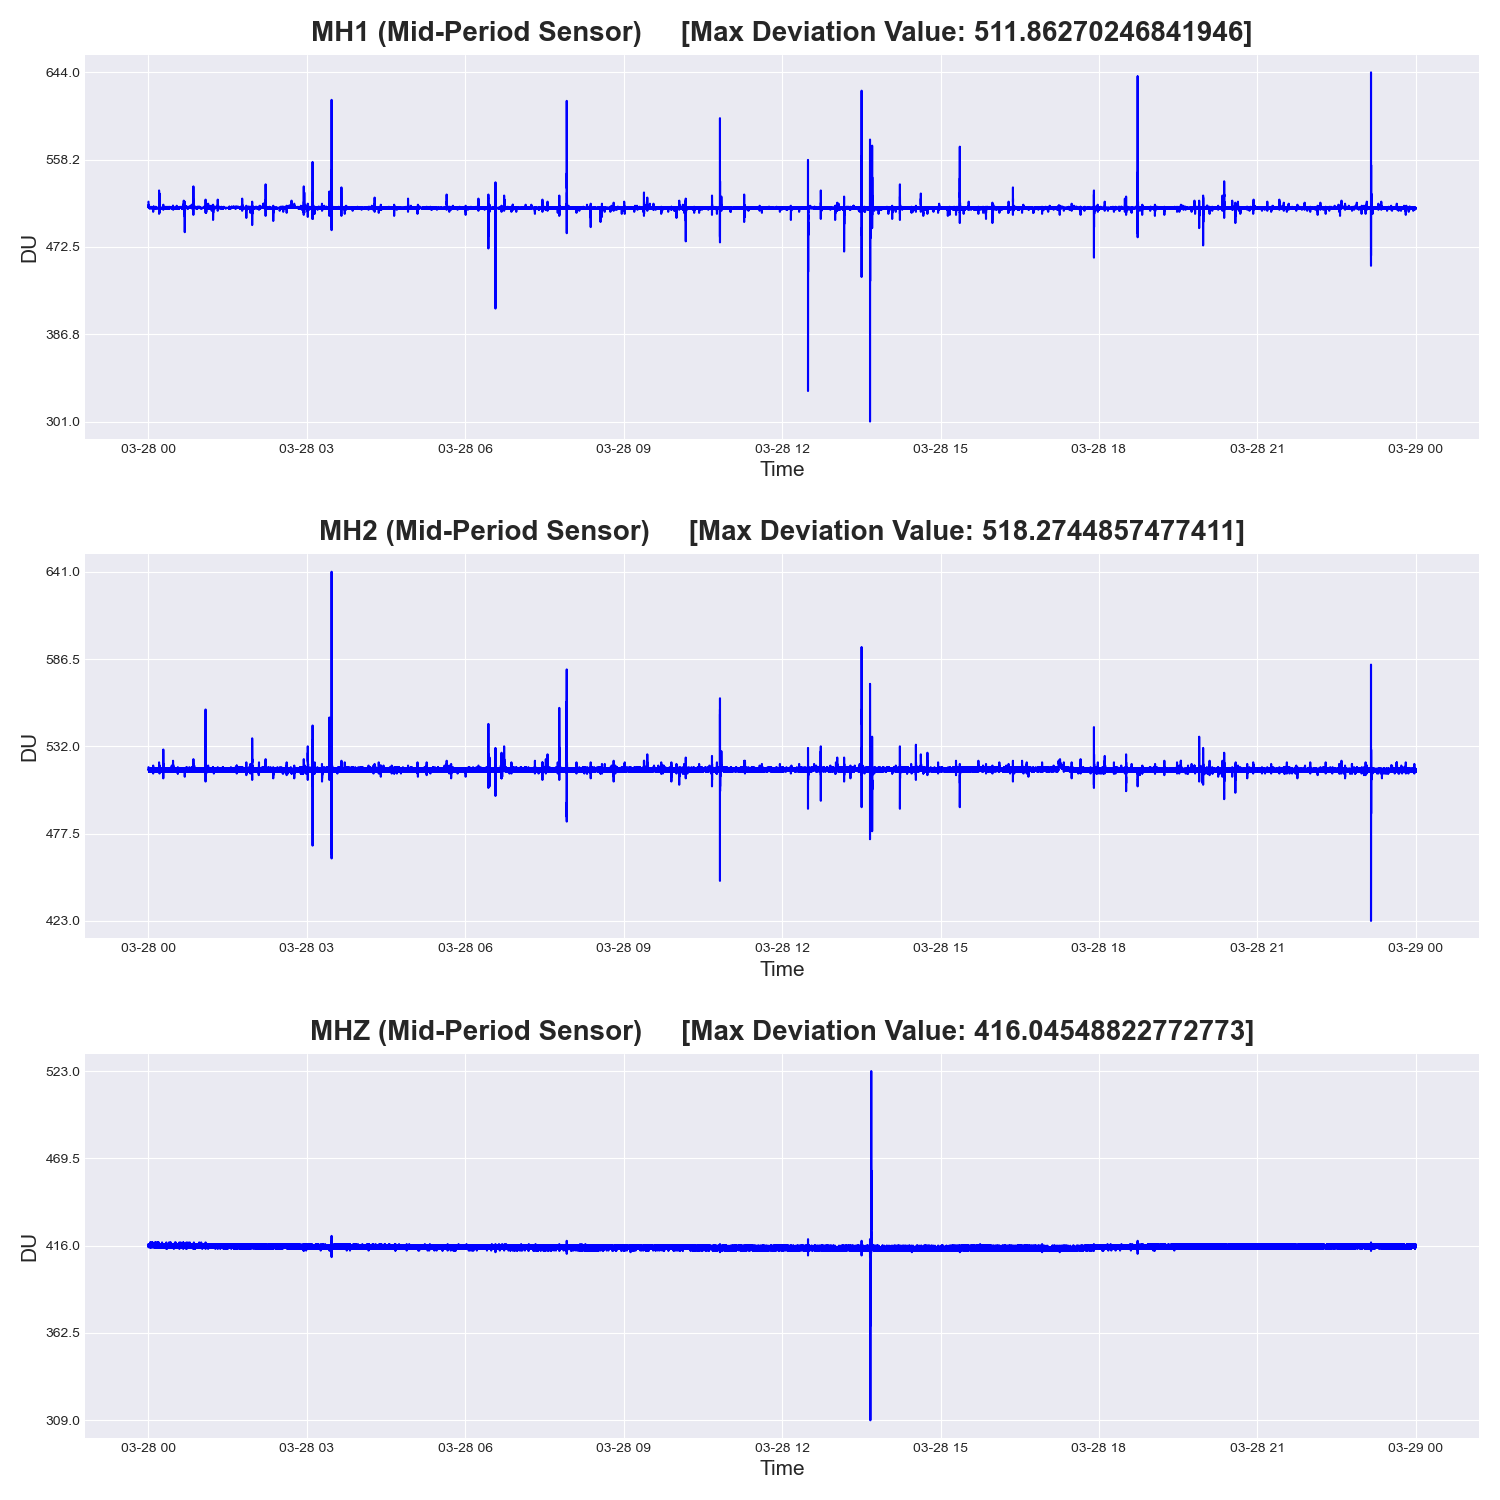 MH1 (Mid-Period Sensor) [Max Deviation Value: 511.86270246841946]
644.0
558.2
472.5
386.8
301.0
DU
03-28 00 03-28 03 03-28 06 03-28 09 03-28 12 03-28 15 03-28 18 03-28 21 03-29 00
Time
MH2 (Mid-Period Sensor) [Max Deviation Value: 518.2744857477411]
641.0
586.5
532.0
477.5
423.0
DU
03-28 00 03-28 03 03-28 06 03-28 09 03-28 12 03-28 15 03-28 18 03-28 21 03-29 00
Time
MHZ (Mid-Period Sensor) [Max Deviation Value: 416.04548822772773]
523.0
469.5
416.0
362.5
309.0
DU
03-28 00 03-28 03 03-28 06 03-28 09 03-28 12 03-28 15 03-28 18 03-28 21 03-29 00
Time